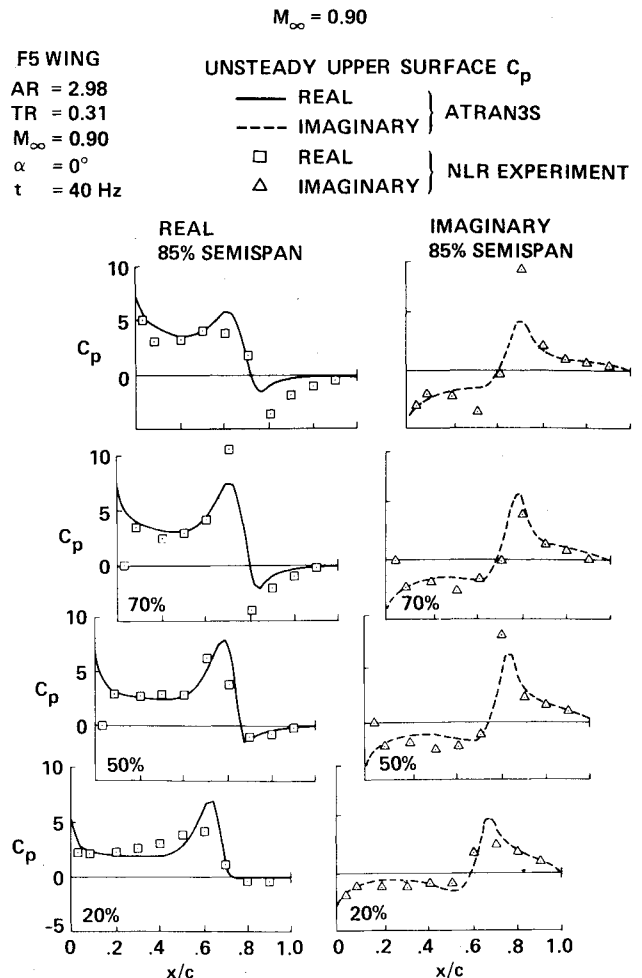 M∞ = 0.90
F5 WING
AR = 2.98
TR = 0.31
M∞ = 0.90
α = 0°
t = 40 Hz
UNSTEADY UPPER SURFACE Cp
REAL
IMAGINARY
ATRAN3S
REAL
IMAGINARY
NLR EXPERIMENT
REAL
85% SEMISPAN
IMAGINARY
85% SEMISPAN
10
5
Cp
0
10
5
Cp
0
70%
70%
10
5
Cp
0
50%
50%
10
5
Cp
0
-5
20%
20%
0 .2 .4 .6 .8 1.0
0 .2 .4 .6 .8 1.0
x/c
x/c